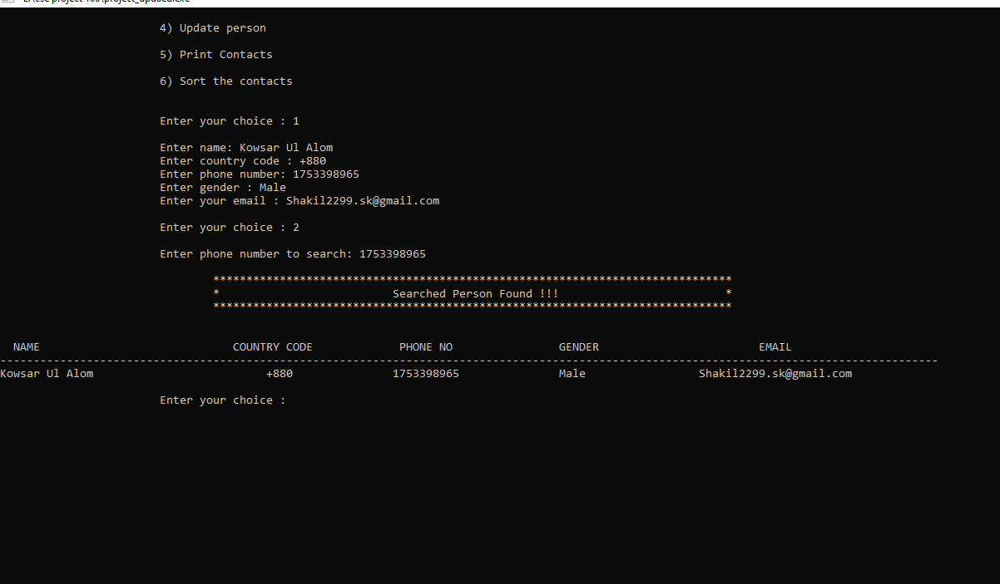 4) Update person
5) Print Contacts
6) Sort the contacts
Enter your choice : 1
Enter name: Kowsar Ul Alom
Enter country code : +880
Enter phone number: 1753398965
Enter gender : Male
Enter your email : Shakil2299.sk@gmail.com
Enter your choice : 2
Enter phone number to search: 1753398965
******************************************************************************
* Searched Person Found !!! *
******************************************************************************
NAME COUNTRY CODE PHONE NO GENDER EMAIL
---------------------------------------------------------------------------------------------------------------------------------------------
Kowsar Ul Alom +880 1753398965 Male Shakil2299.sk@gmail.com
Enter your choice :